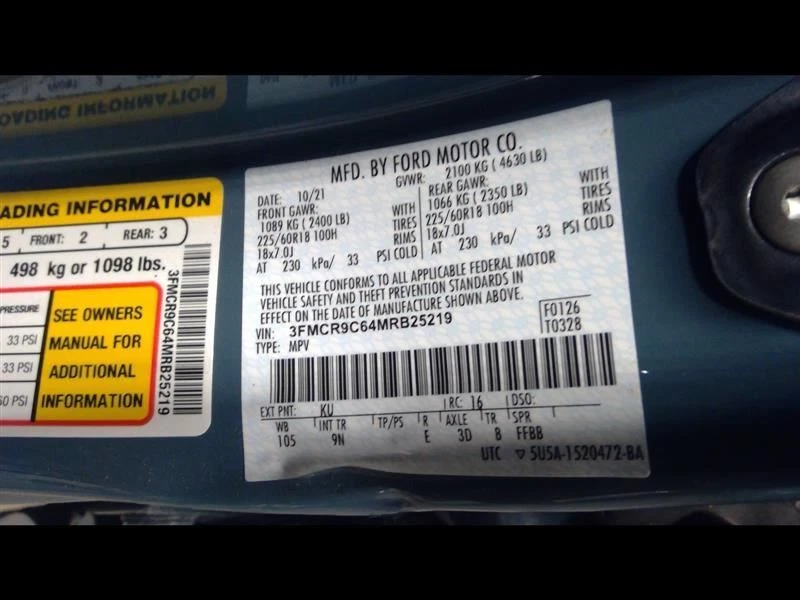 OADING INFORMATION
ADING INFORMATION
5 FRONT: 2 REAR: 3
498 kg or 1098 lbs.
PRESSURE
33 PSI
33 PSI
60 PSI
SEE OWNERS
MANUAL FOR
ADDITIONAL
INFORMATION
3FMCR9C64MRB25219
MFD. BY FORD MOTOR CO.
DATE: 10/21 GVWR: 2100 KG ( 4630 LB)
FRONT GAWR: REAR GAWR: WITH
1089 KG ( 2400 LB) WITH 1066 KG ( 2350 LB) TIRES
225/60R18 100H TIRES 225/60R18 100H RIMS
18x7.0J RIMS 18x7.0J
AT 230 kPa/ 33 PSI COLD AT 230 kPa/ 33 PSI COLD
THIS VEHICLE CONFORMS TO ALL APPLICABLE FEDERAL MOTOR
VEHICLE SAFETY AND THEFT PREVENTION STANDARDS IN
EFFECT ON THE DATE OF MANUFACTURE SHOWN ABOVE.
VIN: 3FMCR9C64MRB25219 F0126
TYPE: MPV T0328
EXT PNT: KU RC: 16 DSO:
WB INT TR TP/PS R AXLE TR SPR
105 9N E 3D 8 FFBB
UTC ▽ 5U5A-1520472-BA